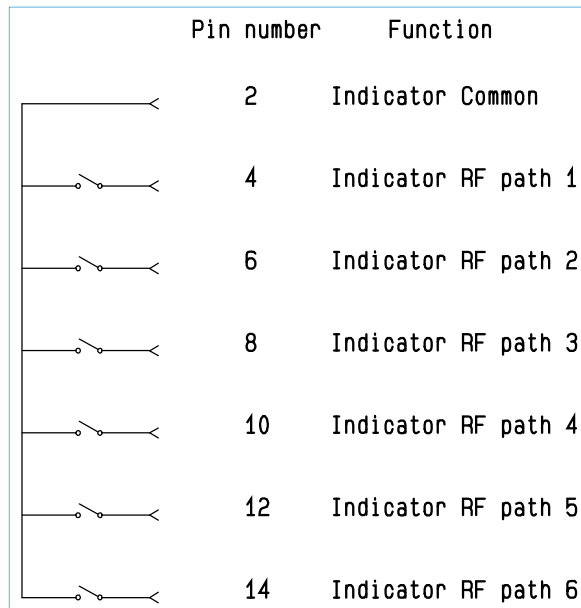 Pin number Function
2 Indicator Common
4 Indicator RF path 1
6 Indicator RF path 2
8 Indicator RF path 3
10 Indicator RF path 4
12 Indicator RF path 5
14 Indicator RF path 6